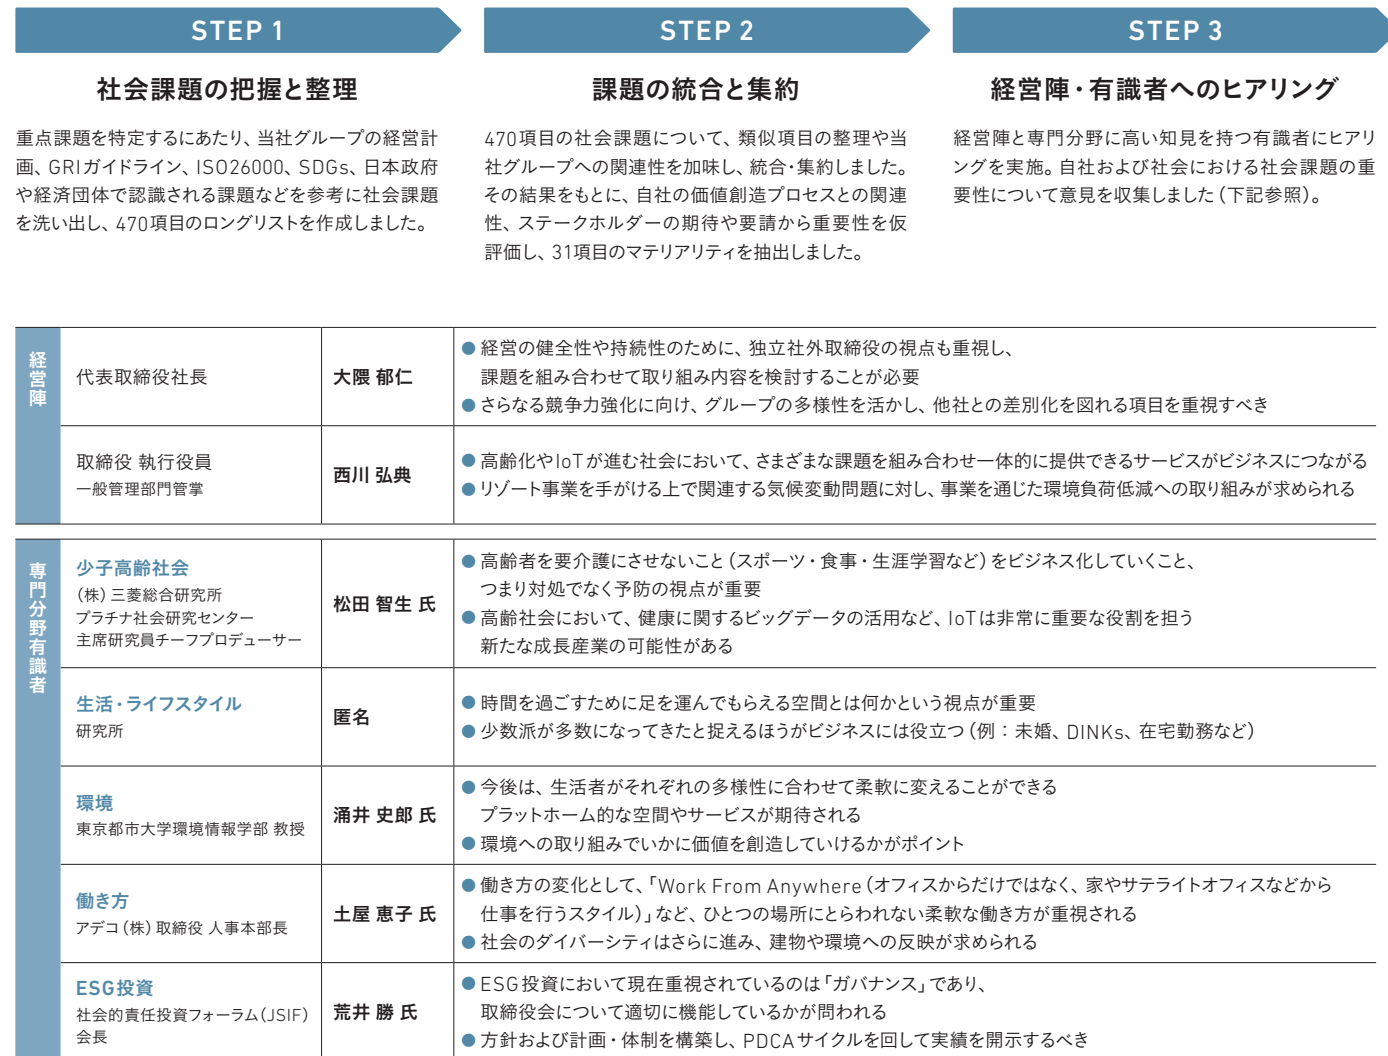 STEP 1
社会課題の把握と整理
重点課題を特定するにあたり、当社グループの経営計
画、GRIガイドライン、ISO26000、SDGs、日本政府
や経済団体で認識される課題などを参考に社会課題
を洗い出し、470項目のロングリストを作成しました。
STEP 2
課題の統合と集約
470項目の社会課題について、類似項目の整理や当
社グループへの関連性を加味し、統合・集約しました。
その結果をもとに、自社の価値創造プロセスとの関連
性、ステークホルダーの期待や要請から重要性を仮
評価し、31項目のマテリアリティを抽出しました。
STEP 3
経営陣・有識者へのヒアリング
経営陣と専門分野に高い知見を持つ有識者にヒアリ
ングを実施。自社および社会における社会課題の重
要性について意見を収集しました（下記参照）。
経営陣
代表取締役社長
大隈 郁仁
● 経営の健全性や持続性のために、独立社外取締役の視点も重視し、
課題を組み合わせて取り組み内容を検討することが必要
● さらなる競争力強化に向け、グループの多様性を活かし、他社との差別化を図れる項目を重視すべき
取締役 執行役員
一般管理部門管掌
西川 弘典
● 高齢化やIoTが進む社会において、さまざまな課題を組み合わせ一体的に提供できるサービスがビジネスにつながる
● リゾート事業を手がける上で関連する気候変動問題に対し、事業を通じた環境負荷低減への取り組みが求められる
専門分野有識者
少子高齢社会
（株）三菱総合研究所
プラチナ社会研究センター
主席研究員チーフプロデューサー
松田 智生 氏
● 高齢者を要介護にさせないこと（スポーツ・食事・生涯学習など）をビジネス化していくこと、
つまり対処でなく予防の視点が重要
● 高齢社会において、健康に関するビッグデータの活用など、IoTは非常に重要な役割を担う
新たな成長産業の可能性がある
生活・ライフスタイル
研究所
匿名
● 時間を過ごすために足を運んでもらえる空間とは何かという視点が重要
● 少数派が多数になってきたと捉えるほうがビジネスには役立つ（例：未婚、DINKs、在宅勤務など）
環境
東京都市大学環境情報学部 教授
涌井 史郎 氏
● 今後は、生活者がそれぞれの多様性に合わせて柔軟に変えることができる
プラットホーム的な空間やサービスが期待される
● 環境への取り組みでいかに価値を創造していけるかがポイント
働き方
アデコ（株）取締役 人事本部長
土屋 恵子 氏
● 働き方の変化として、「Work From Anywhere（オフィスからだけではなく、家やサテライトオフィスなどから
仕事を行うスタイル）」など、ひとつの場所にとらわれない柔軟な働き方が重視される
● 社会のダイバーシティはさらに進み、建物や環境への反映が求められる
ESG投資
社会的責任投資フォーラム（JSIF）
会長
荒井 勝 氏
● ESG投資において現在重視されているのは「ガバナンス」であり、
取締役会について適切に機能しているかが問われる
● 方針および計画・体制を構築し、PDCAサイクルを回して実績を開示するべき